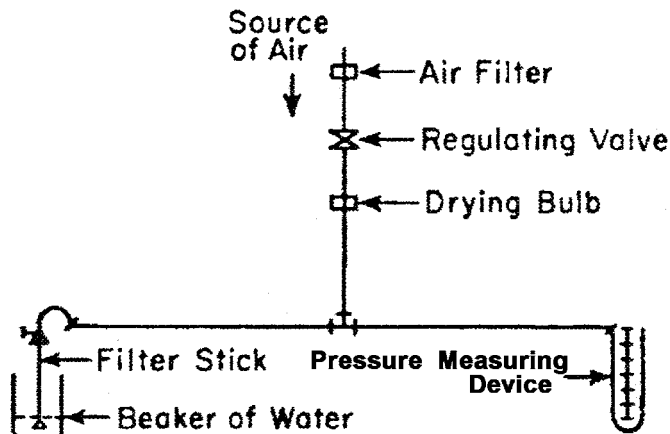 Source
of Air
Air Filter
Regulating Valve
Drying Bulb
Filter Stick
Pressure Measuring
Device
Beaker of Water